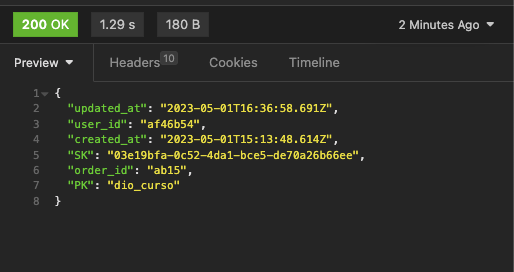 200 OK 1.29 s 180 B 2 Minutes Ago
Preview Headers 10 Cookies Timeline
1 {
2 "updated_at": "2023-05-01T16:36:58.691Z",
3 "user_id": "af46b54",
4 "created_at": "2023-05-01T15:13:48.614Z",
5 "SK": "03e19bfa-0c52-4da1-bce5-de70a26b66ee",
6 "order_id": "ab15",
7 "PK": "dio_curso"
8 }